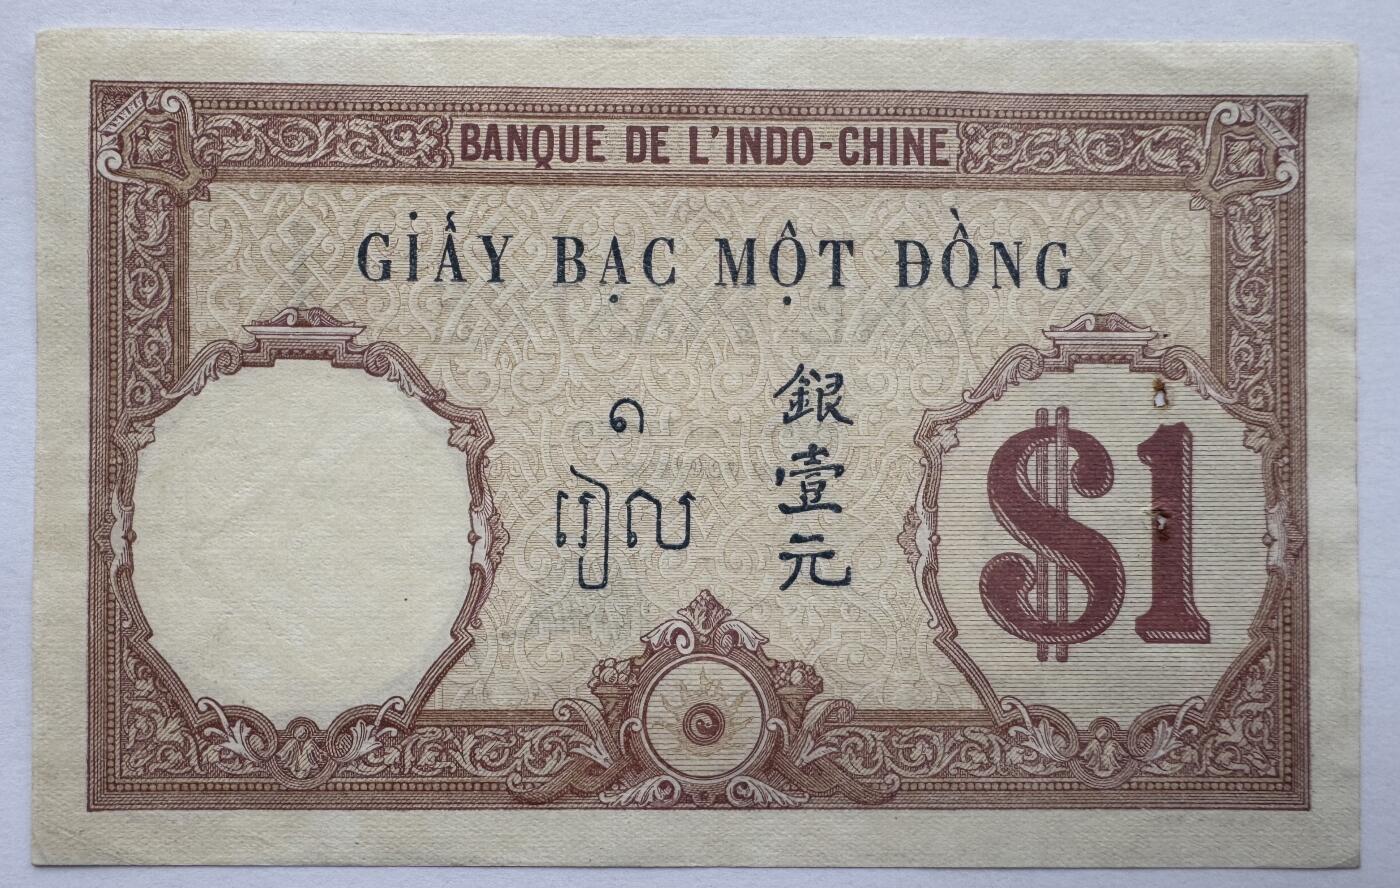 BANQUE DE L'INDO-CHINE
GIẤY BẠC MỘT ĐỒNG
១
រៀល
銀壹元
$1